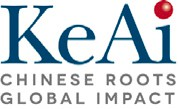 KeAi
CHINESE ROOTS
GLOBAL IMPACT